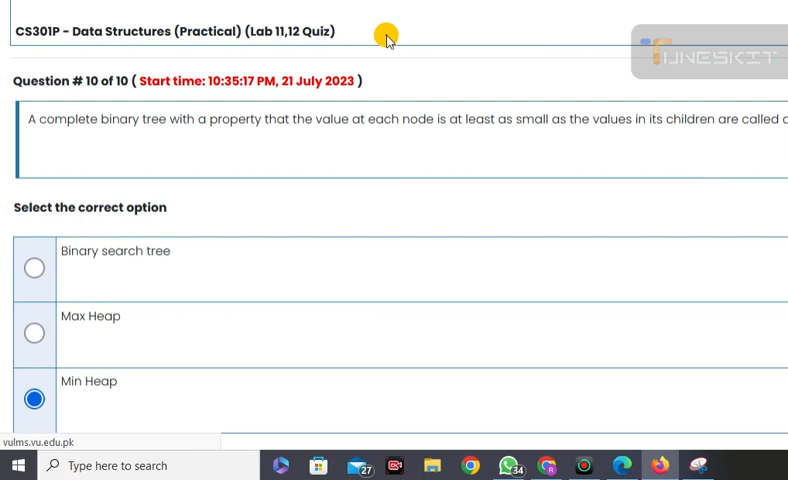 CS301P - Data Structures (Practical) (Lab 11,12 Quiz)
TUNESKIT
Question # 10 of 10 ( Start time: 10:35:17 PM, 21 July 2023 )
A complete binary tree with a property that the value at each node is at least as small as the values in its children are called
Select the correct option
Binary search tree
Max Heap
Min Heap
vulms.vu.edu.pk
Type here to search
27
34
R